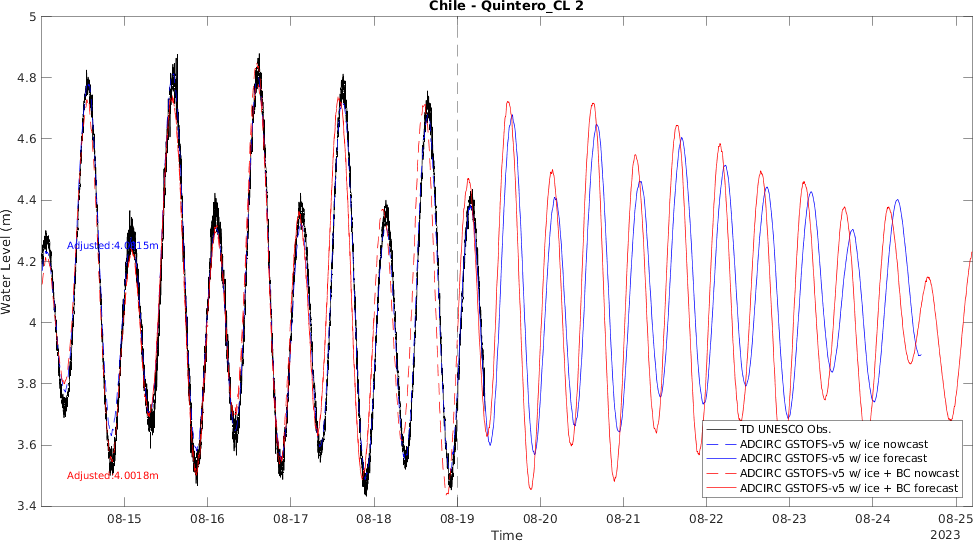 Chile - Quintero_CL 2
Water Level (m)
5
4.8
4.6
4.4
4.2
4
3.8
3.6
3.4
Adjusted:4.0115m
Adjusted:4.0018m
TD UNESCO Obs.
ADCIRC GSTOFS-v5 w/ ice nowcast
ADCIRC GSTOFS-v5 w/ ice forecast
ADCIRC GSTOFS-v5 w/ ice + BC nowcast
ADCIRC GSTOFS-v5 w/ ice + BC forecast
08-15 08-16 08-17 08-18 08-19 08-20 08-21 08-22 08-23 08-24 08-25
Time
2023